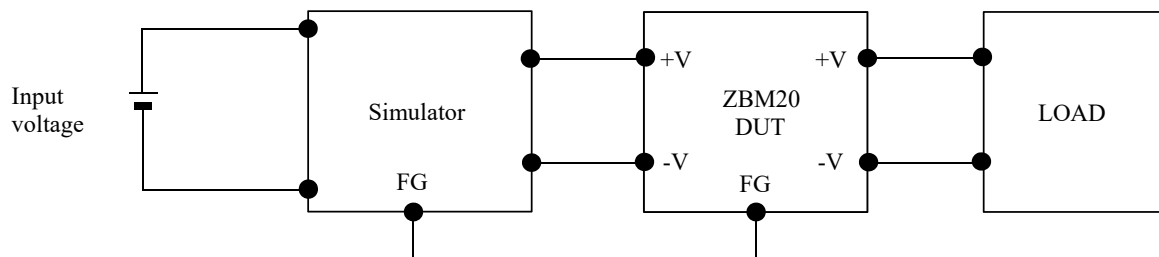 Input
voltage
Simulator
FG
+V
-V
ZBM20
DUT
FG
+V
-V
LOAD